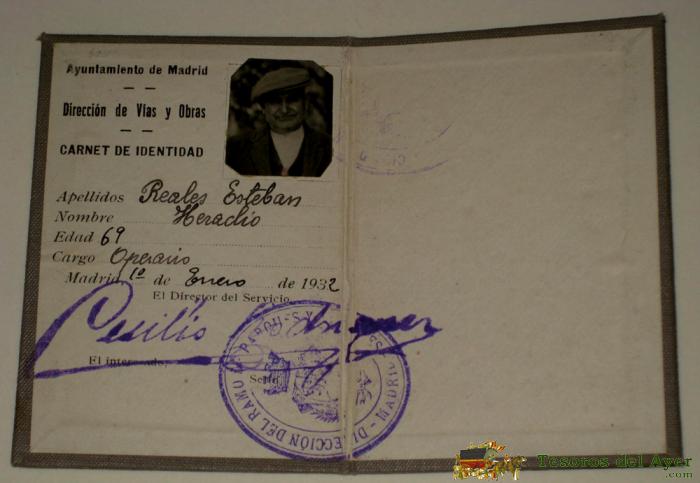 Ayuntamiento de Madrid
Dirección de Vías y Obras
CARNET DE IDENTIDAD
Apellidos Reales Esteban
Nombre Heraclio
Edad 69
Cargo Operario
Madrid 1º de Enero de 1932
El Director del Servicio,
El interesado,
Sello
DIRECCION DEL RAMO DE PARQU
MADRID
Tesoros del Ayer